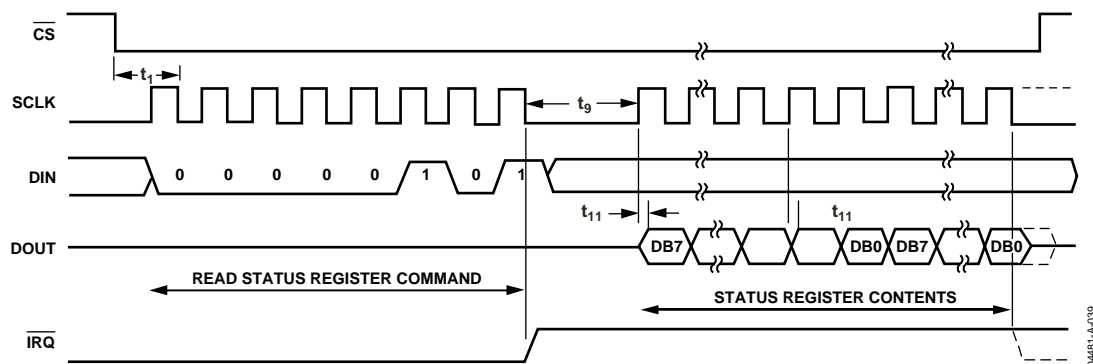 CS
t1
SCLK
t9
DIN
0 0 0 0 0 1 0 1
t11
t11
DOUT
DB7
DB0
DB7
DB0
READ STATUS REGISTER COMMAND
STATUS REGISTER CONTENTS
IRQ
04481-A-039